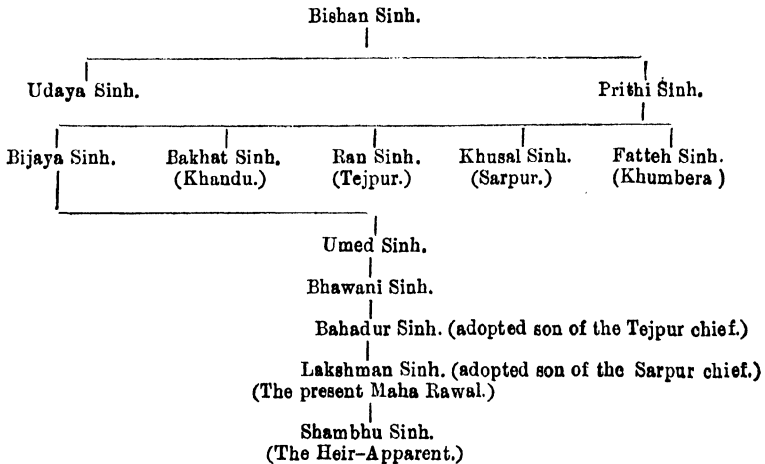 Bishan Sinh.
Udaya Sinh. Prithi Sinh.
Bijaya Sinh. Bakhat Sinh. Ran Sinh. Khusal Sinh. Fatteh Sinh.
(Khandu.) (Tejpur.) (Sarpur.) (Khumbera )
Umed Sinh.
Bhawani Sinh.
Bahadur Sinh. (adopted son of the Tejpur chief.)
Lakshman Sinh. (adopted son of the Sarpur chief.)
(The present Maha Rawal.)
Shambhu Sinh.
(The Heir-Apparent.)